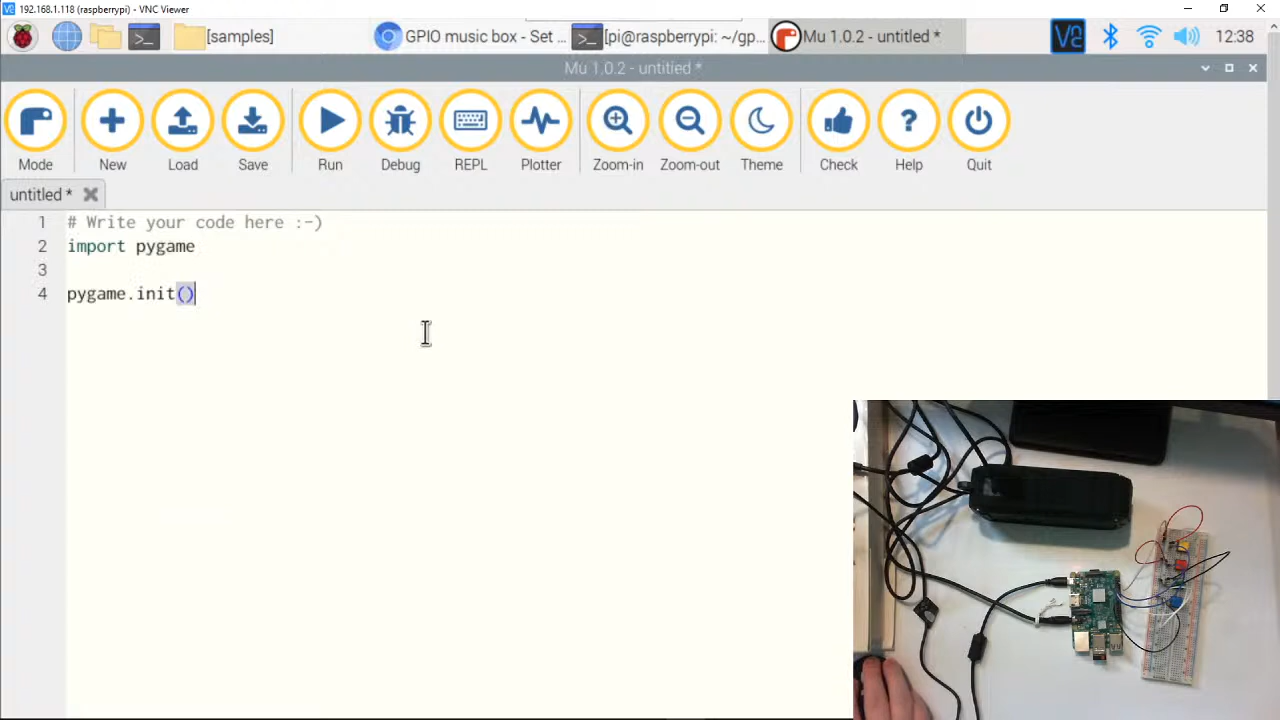 192.168.1.118 (raspberrypi) - VNC Viewer
[samples]
GPIO music box - Set ...
[pi@raspberrypi: ~/gp...
Mu 1.0.2 - untitled *
12:38
Mu 1.0.2 - untitled *
Mode
New
Load
Save
Run
Debug
REPL
Plotter
Zoom-in
Zoom-out
Theme
Check
Help
Quit
untitled *
1 # Write your code here :-)
2 import pygame
3
4 pygame.init()